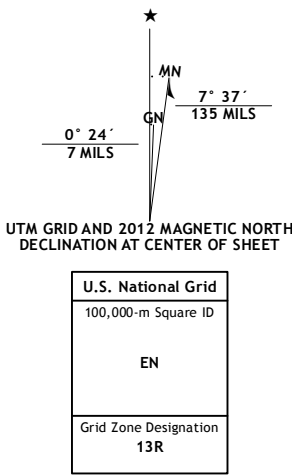 ★
MN
GN
7° 37´
135 MILS
0° 24´
7 MILS
UTM GRID AND 2012 MAGNETIC NORTH
DECLINATION AT CENTER OF SHEET
U.S. National Grid
100,000-m Square ID
EN
Grid Zone Designation
13R